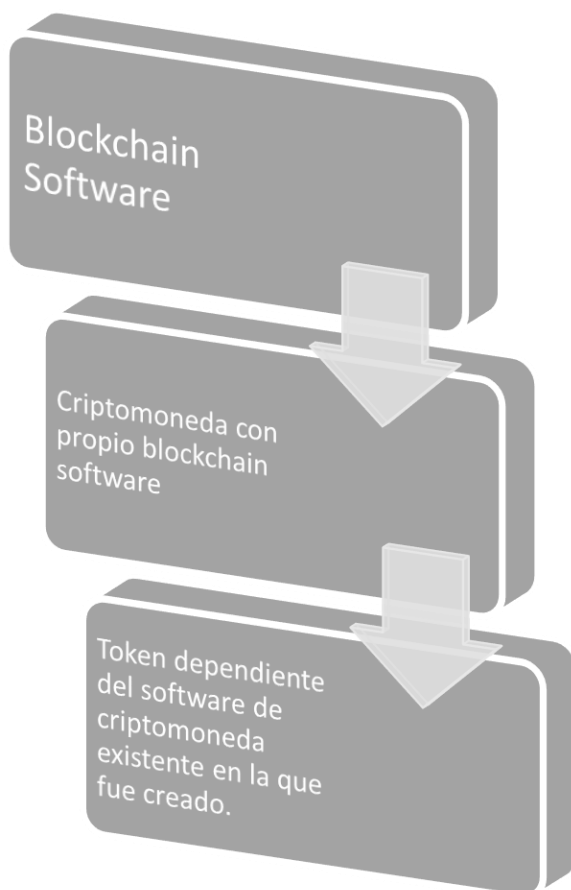 Blockchain
Software
Criptomoneda con
propio blockchain
software
Token dependiente
del software de
criptomoneda
existente en la que
fue creado.